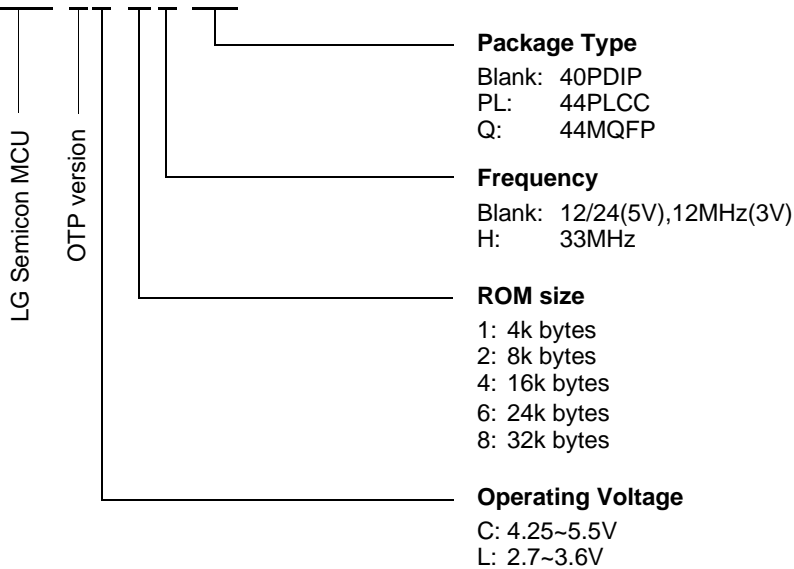 Package Type
Blank: 40PDIP
PL: 44PLCC
Q: 44MQFP
Frequency
Blank: 12/24(5V),12MHz(3V)
H: 33MHz
ROM size
1: 4k bytes
2: 8k bytes
4: 16k bytes
6: 24k bytes
8: 32k bytes
Operating Voltage
C: 4.25~5.5V
L: 2.7~3.6V
LG Semicon MCU
OTP version